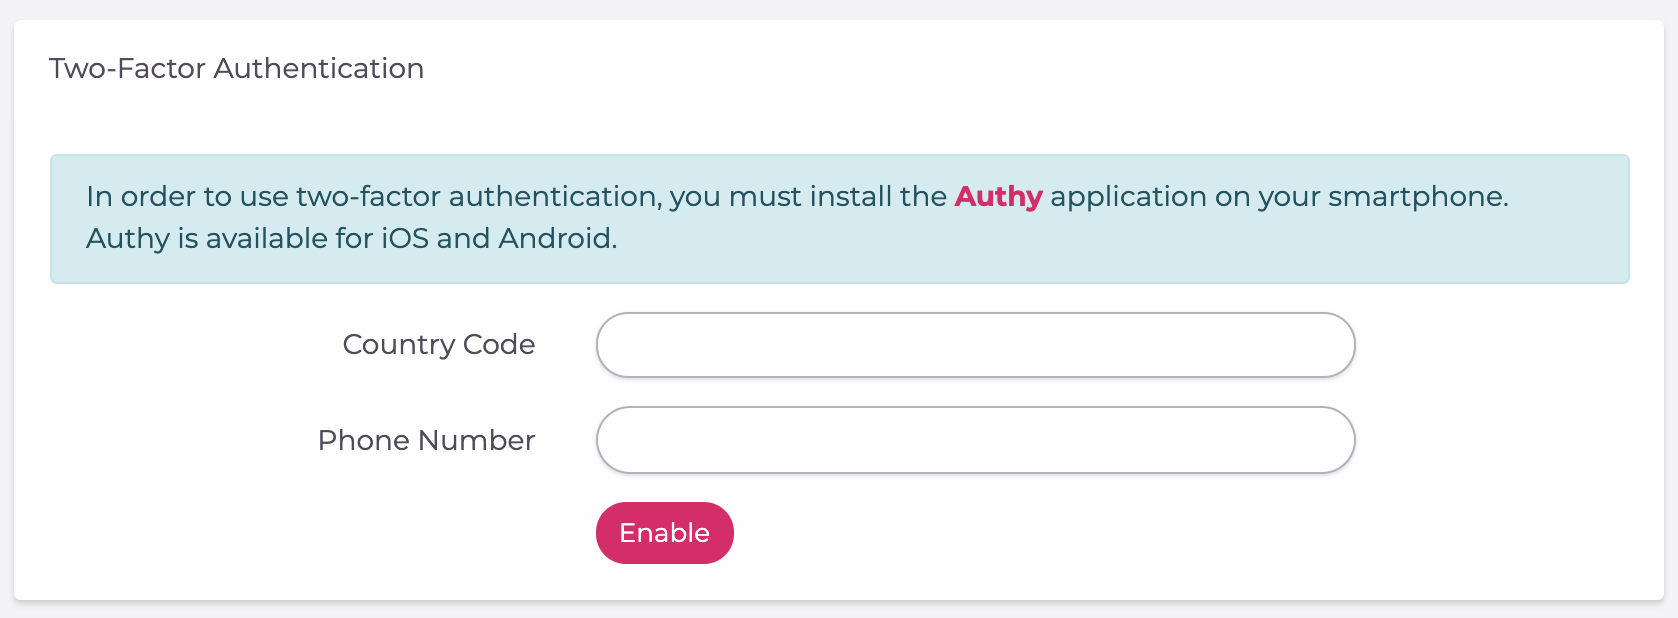 Two-Factor Authentication
In order to use two-factor authentication, you must install the Authy application on your smartphone.
Authy is available for iOS and Android.
Country Code
Phone Number
Enable